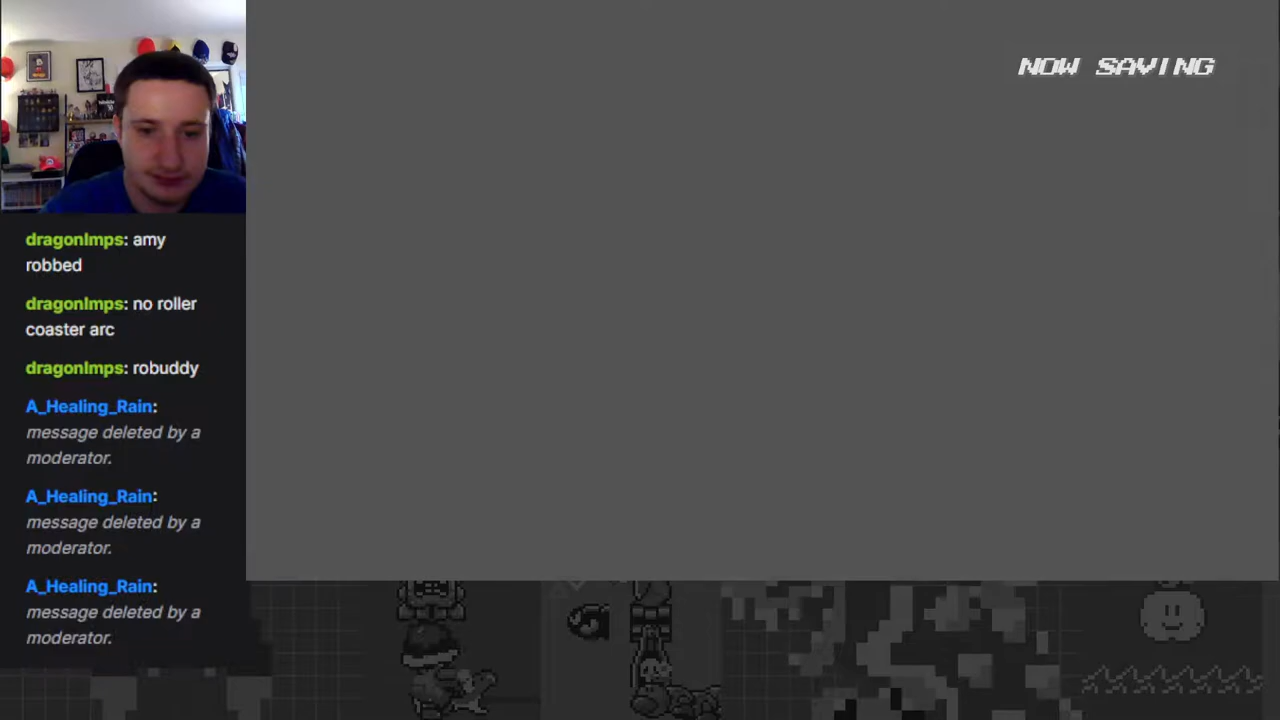 NOW SAVING
dragonImps: amy
robbed
dragonImps: no roller
coaster arc
dragonImps: robuddy
A_Healing_Rain:
message deleted by a
moderator.
A_Healing_Rain:
message deleted by a
moderator.
A_Healing_Rain:
message deleted by a
moderator.